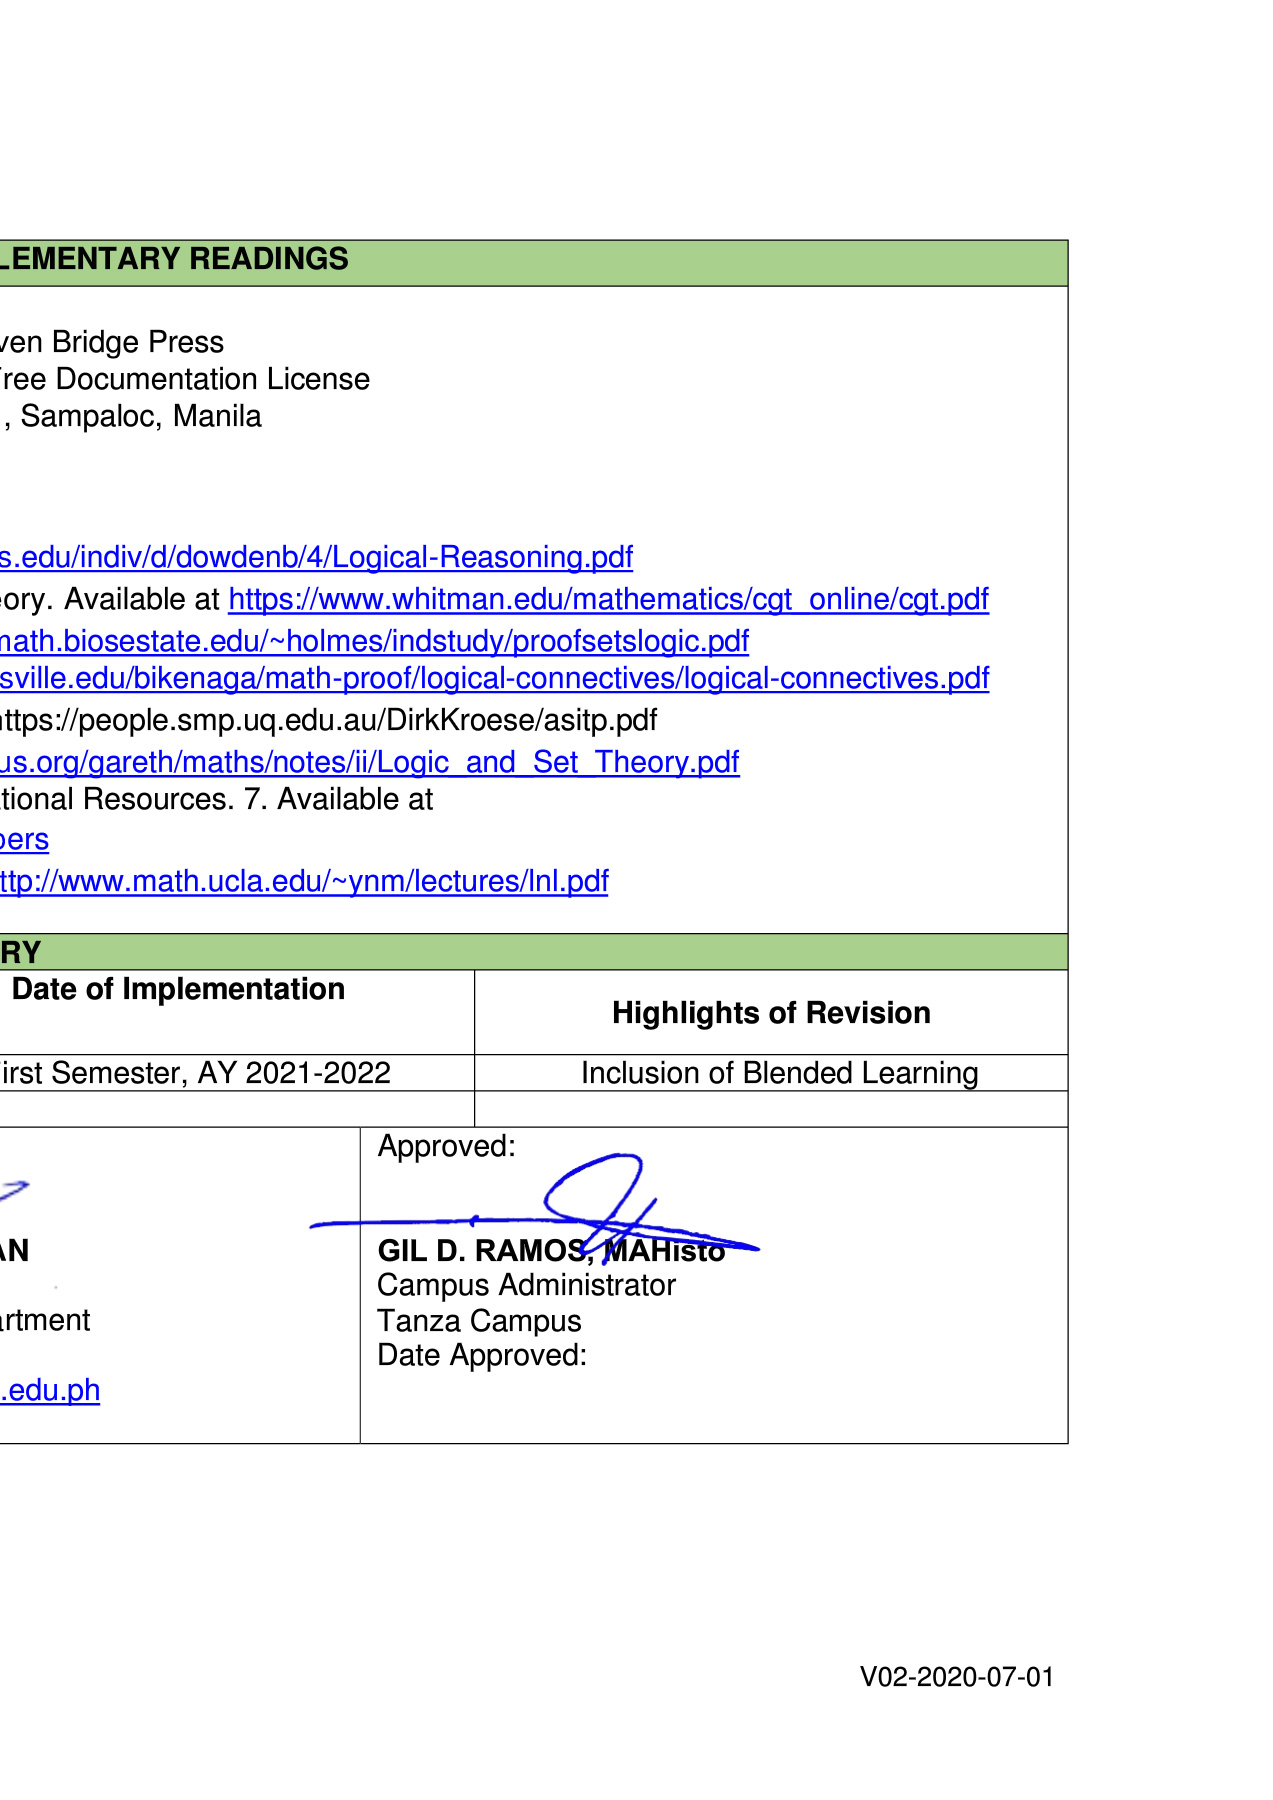 LEMENTARY READINGS
ven Bridge Press
Free Documentation License
, Sampaloc, Manila
s.edu/indiv/d/dowdenb/4/Logical-Reasoning.pdf
eory. Available at https://www.whitman.edu/mathematics/cgt_online/cgt.pdf
math.biosestate.edu/~holmes/indstudy/proofsetslogic.pdf
sville.edu/bikenaga/math-proof/logical-connectives/logical-connectives.pdf
https://people.smp.uq.edu.au/DirkKroese/asitp.pdf
us.org/gareth/maths/notes/ii/Logic_and_Set_Theory.pdf
ational Resources. 7. Available at
bers
ttp://www.math.ucla.edu/~ynm/lectures/lnl.pdf
RY
Date of Implementation
Highlights of Revision
First Semester, AY 2021-2022
Inclusion of Blended Learning
Approved:
AN
GIL D. RAMOS, MAHisto
Campus Administrator
artment
Tanza Campus
Date Approved:
.edu.ph
V02-2020-07-01